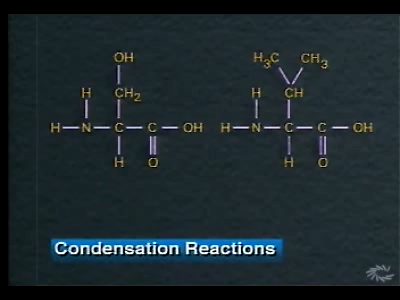 OH H₃C CH₃
H CH₂ H CH
H N C C OH H N C C OH
H O H O
Condensation Reactions